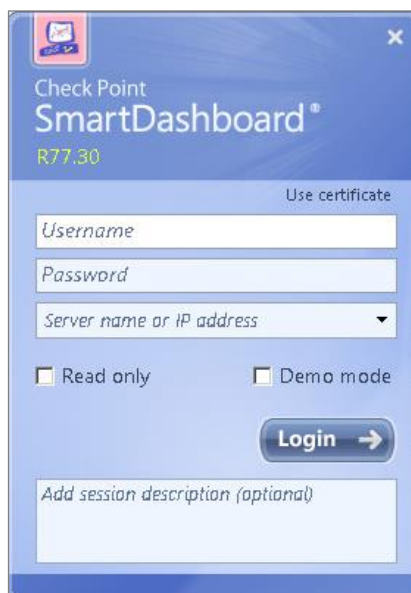 Check Point
SmartDashboard®
R77.30
Use certificate
Username
Password
Server name or IP address
Read only Demo mode
Login
Add session description (optional)